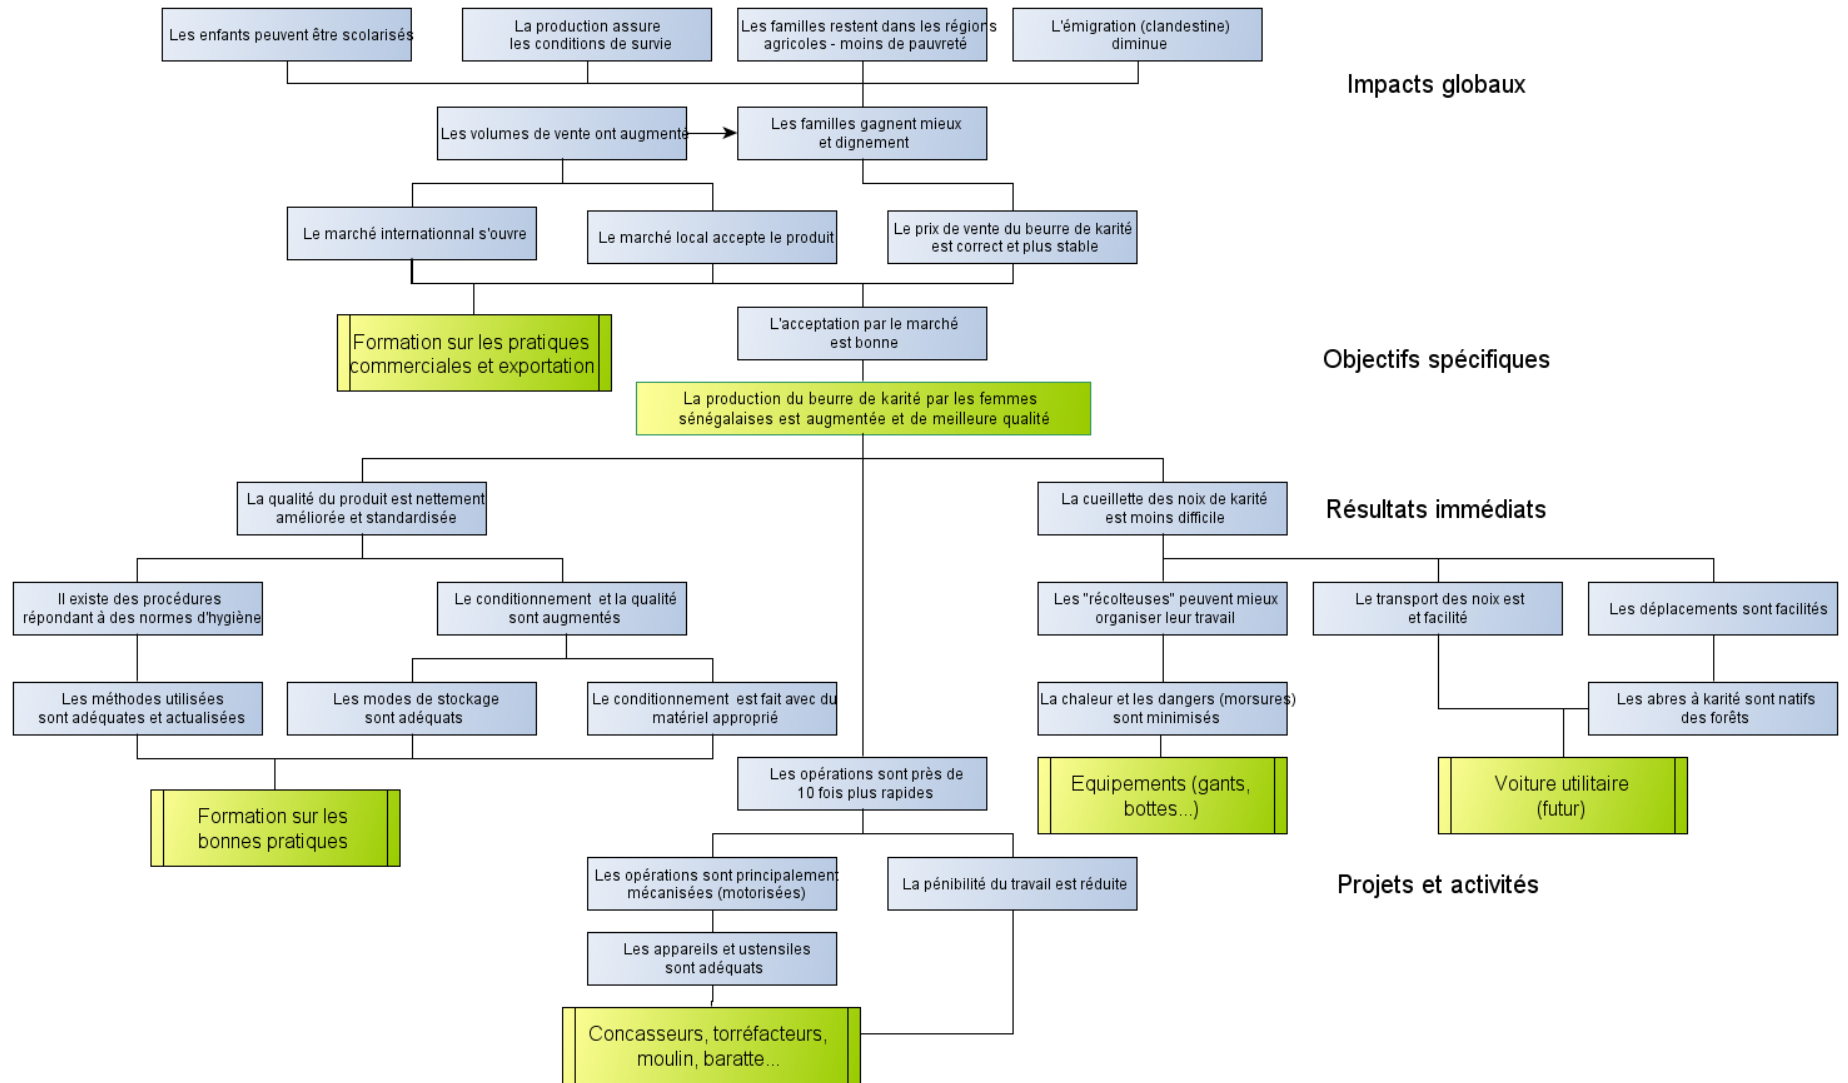 Les enfants peuvent être scolarisés
La production assure
les conditions de survie
Les familles restent dans les régions
agricoles - moins de pauvreté
L'émigration (clandestine)
diminue
Impacts globaux
Les volumes de vente ont augmenté
Les familles gagnent mieux
et dignement
Le marché internationnal s'ouvre
Le marché local accepte le produit
Le prix de vente du beurre de karité
est correct et plus stable
Formation sur les pratiques
commerciales et exportation
L'acceptation par le marché
est bonne
Objectifs spécifiques
La production du beurre de karité par les femmes
sénégalaises est augmentée et de meilleure qualité
La qualité du produit est nettement
améliorée et standardisée
La cueillette des noix de karité
est moins difficile
Résultats immédiats
Il existe des procédures
répondant à des normes d'hygiène
Le conditionnement et la qualité
sont augmentés
Les "récolteuses" peuvent mieux
organiser leur travail
Le transport des noix est
et facilité
Les déplacements sont facilités
Les méthodes utilisées
sont adéquates et actualisées
Les modes de stockage
sont adéquats
Le conditionnement est fait avec du
matériel approprié
La chaleur et les dangers (morsures)
sont minimisés
Les abres à karité sont natifs
des forêts
Formation sur les
bonnes pratiques
Les opérations sont près de
10 fois plus rapides
Equipements (gants,
bottes...)
Voiture utilitaire
(futur)
Les opérations sont principalement
mécanisées (motorisées)
La pénibilité du travail est réduite
Projets et activités
Les appareils et ustensiles
sont adéquats
Concasseurs, torréfacteurs,
moulin, baratte...